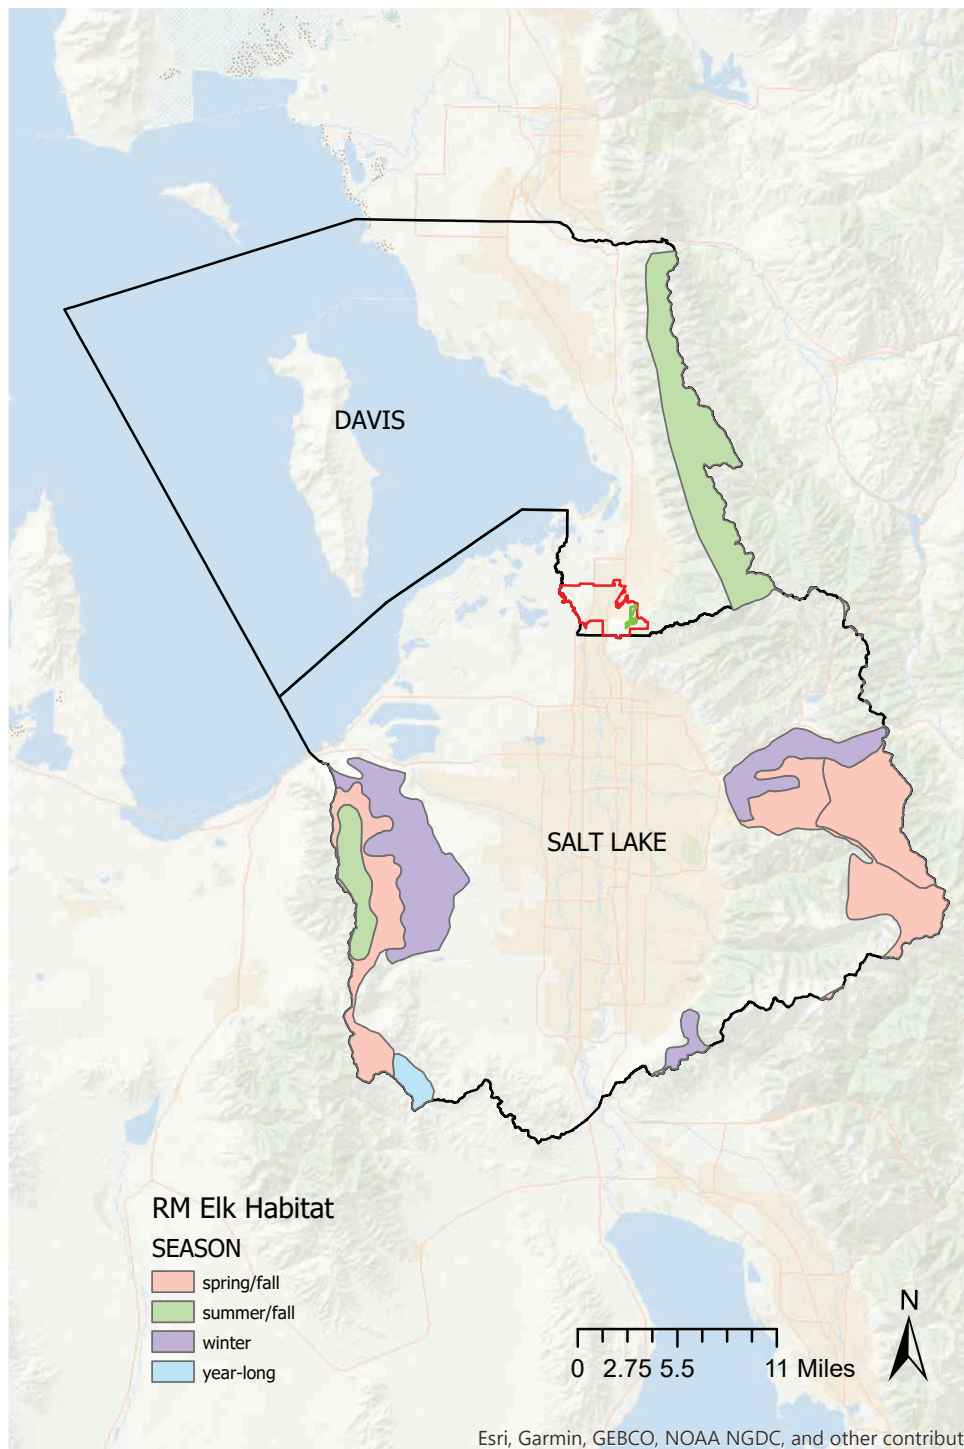 DAVIS
SALT LAKE
RM Elk Habitat
SEASON
spring/fall
summer/fall
winter
year-long
N
0 2.75 5.5 11 Miles
Esri, Garmin, GEBCO, NOAA NGDC, and other contribut